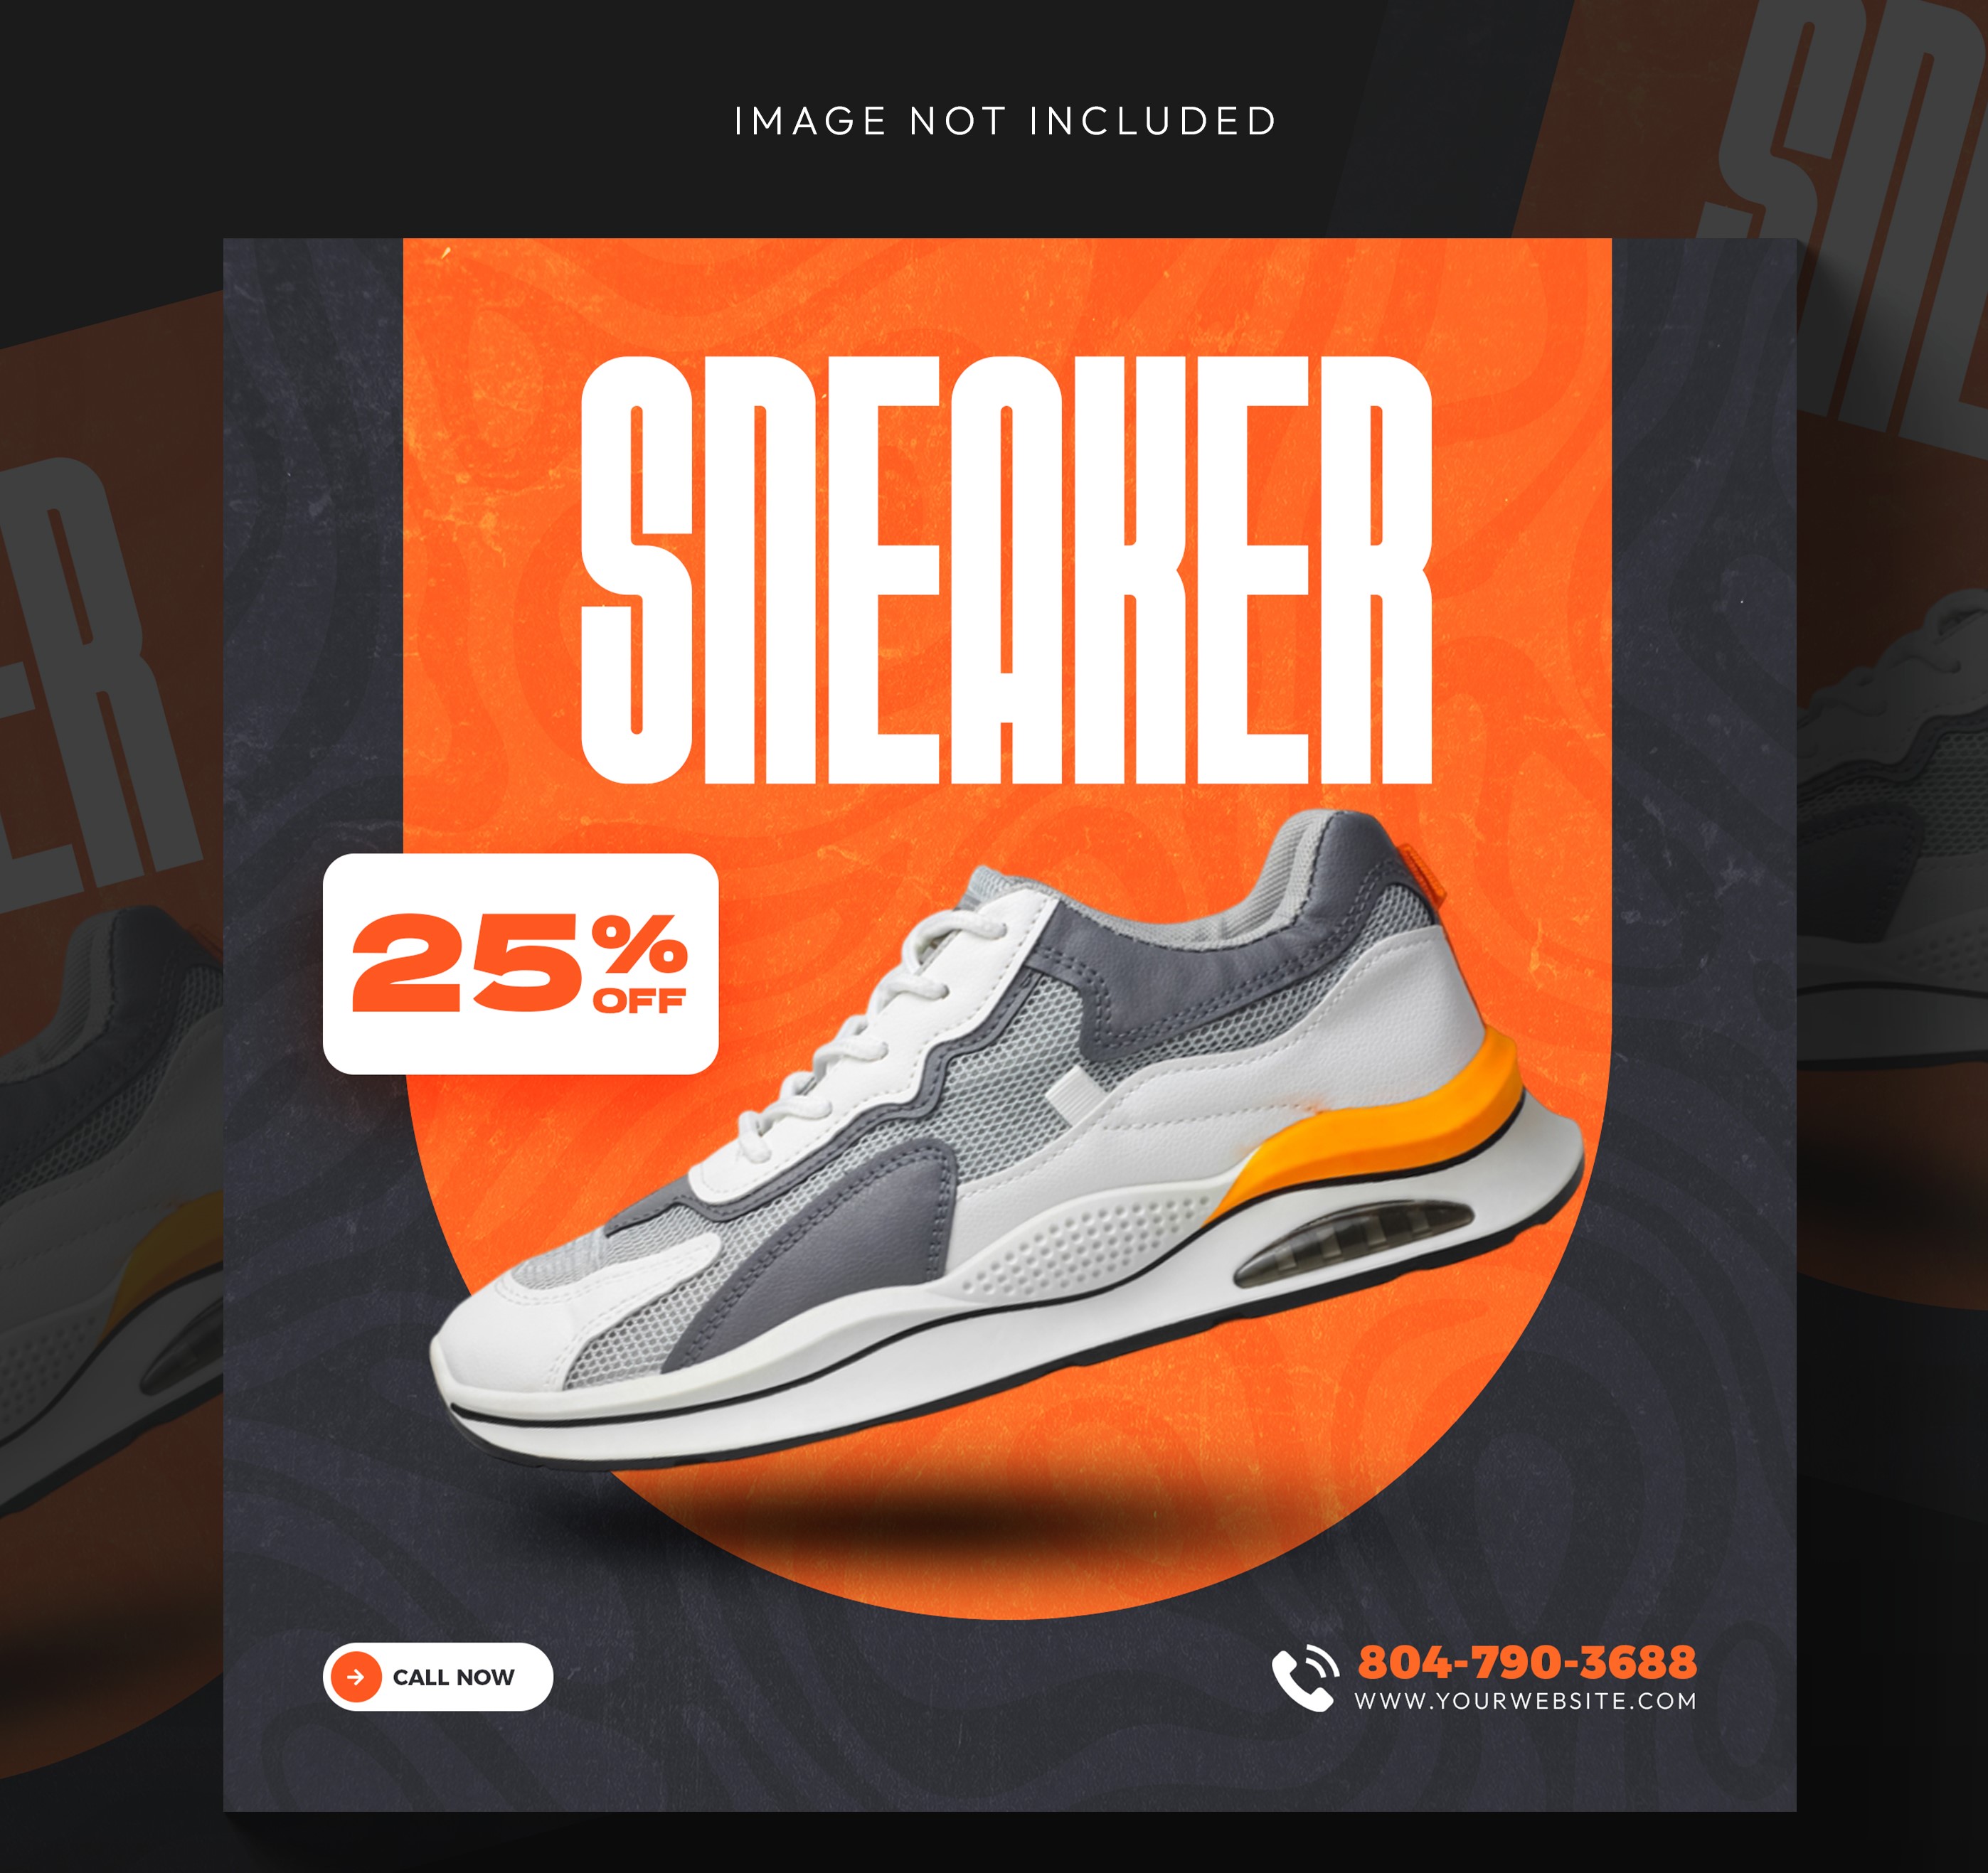 IMAGE NOT INCLUDED
SNEAKER
25%
OFF
CALL NOW
804-790-3688
WWW.YOURWEBSITE.COM